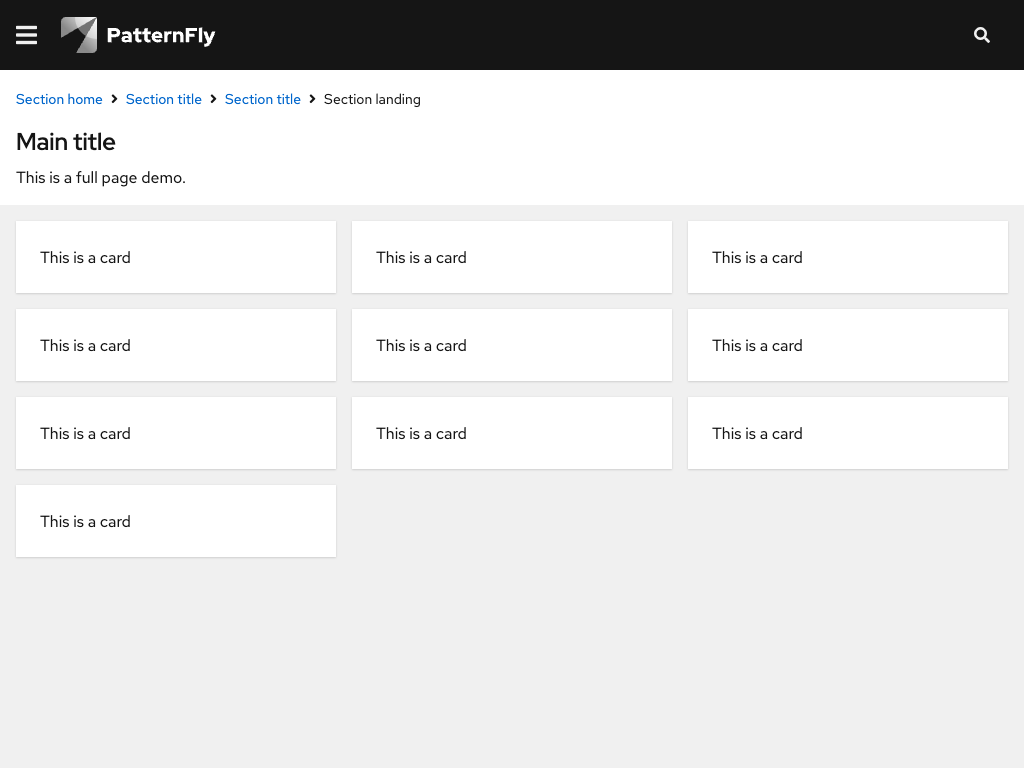 PatternFly
Section home Section title Section title Section landing
Main title
This is a full page demo.
This is a card This is a card This is a card
This is a card This is a card This is a card
This is a card This is a card This is a card
This is a card